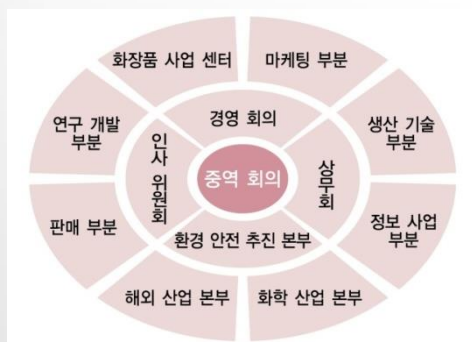 화장품 사업 센터
마케팅 부분
연구 개발
부분
경영 회의
생산 기술
부분
인사 위원회
중역 회의
상무회
판매 부분
환경 안전 추진 본부
정보 사업
부분
해외 산업 본부
화학 산업 본부